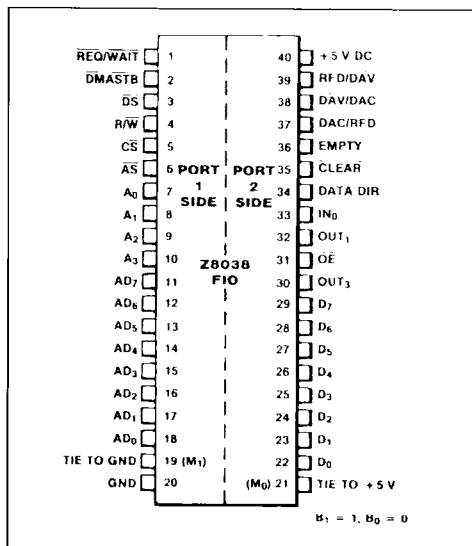 REQ/WAIT 1
DMASTB 2
DS 3
R/W 4
CS 5
AS 6
A0 7
A1 8
A2 9
A3 10
AD7 11
AD6 12
AD5 13
AD4 14
AD3 15
AD2 16
AD1 17
AD0 18
TIE TO GND 19 (M1)
GND 20
PORT 1 SIDE
PORT 2 SIDE
Z8038
FIO
40 +5 V DC
39 RFD/DAV
38 DAV/DAC
37 DAC/RFD
36 EMPTY
35 CLEAR
34 DATA DIR
33 IN0
32 OUT1
31 OE
30 OUT3
29 D7
28 D6
27 D5
26 D4
25 D3
24 D2
23 D1
22 D0
(M0) 21 TIE TO +5 V
B1 = 1, B0 = 0